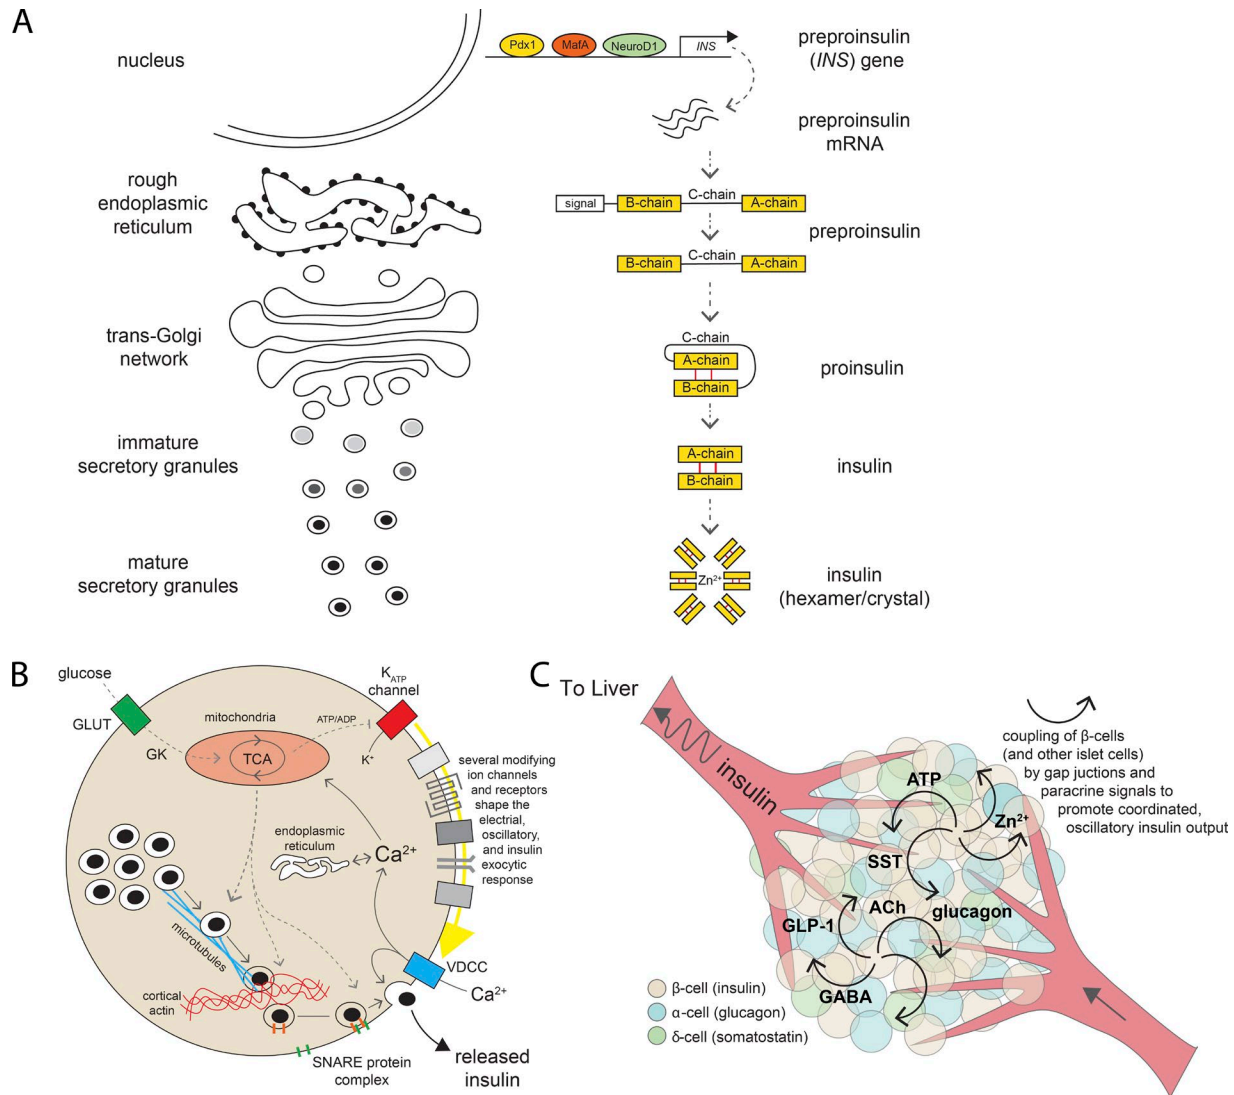 A
nucleus
Pdx1
MafA
NeuroD1
INS
preproinsulin
(INS) gene
preproinsulin
mRNA
rough
endoplasmic
reticulum
signal
B-chain
C-chain
A-chain
preproinsulin
B-chain
C-chain
A-chain
trans-Golgi
network
C-chain
A-chain
B-chain
proinsulin
immature
secretory granules
A-chain
B-chain
insulin
mature
secretory granules
Zn2+
insulin
(hexamer/crystal)
B
glucose
GLUT
GK
mitochondria
TCA
ATP/ADP
KATP
channel
K+
several modifying
ion channels
and receptors
shape the
electrial,
oscillatory,
and insulin
exocytic
response
endoplasmic
reticulum
Ca2+
microtubules
cortical
actin
VDCC
Ca2+
SNARE protein
complex
released
insulin
C
To Liver
insulin
coupling of β-cells
(and other islet cells)
by gap juctions and
paracrine signals to
promote coordinated,
oscillatory insulin output
ATP
Zn2+
SST
ACh
glucagon
GLP-1
GABA
β-cell (insulin)
α-cell (glucagon)
δ-cell (somatostatin)